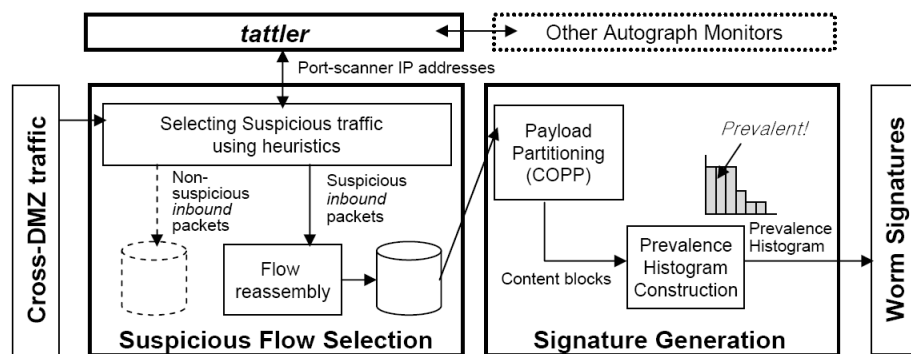 tattler
Other Autograph Monitors
Port-scanner IP addresses
Cross-DMZ traffic
Selecting Suspicious traffic
using heuristics
Non-
suspicious
inbound
packets
Suspicious
inbound
packets
Flow
reassembly
Suspicious Flow Selection
Payload
Partitioning
(COPP)
Prevalent!
Content blocks
Prevalence
Histogram
Construction
Prevalence
Histogram
Signature Generation
Worm Signatures